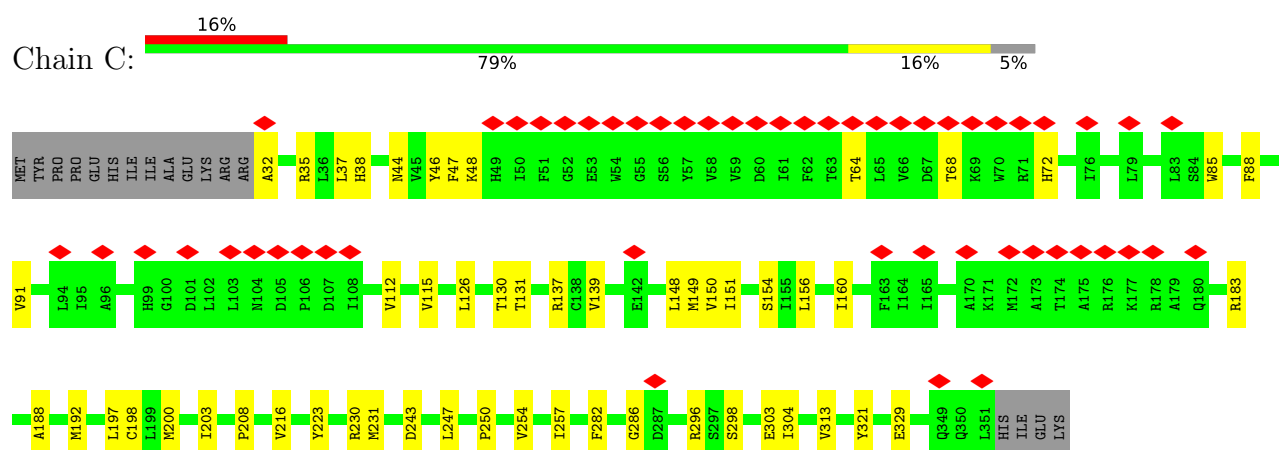 16%
Chain C:
79% 16% 5%
MET TYR PRO PRO GLU HIS ILE ILE ALA GLU LYS ARG ARG A32 R35 L36 L37 H38 N44 V45 Y46 F47 K48 H49 I50 F51 G52 E53 W54 G55 S56 Y57 V58 V59 D60 I61 F62 T63 T64 L65 V66 D67 T68 K69 W70 R71 H72 I76 L79 L83 S84 W85 F88
V91 L94 I95 A96 H99 G100 D101 L102 L103 N104 D105 P106 D107 I108 V112 V115 L126 T130 T131 R137 C138 V139 E142 L148 M149 V150 I151 S154 I155 L156 I160 F163 I164 I165 A170 K171 M172 A173 T174 A175 R176 K177 R178 A179 Q180 R183
A188 M192 L197 C198 L199 M200 I203 P208 V216 Y223 R230 M231 D243 L247 P250 V254 I257 F282 G286 D287 R296 S297 S298 E303 I304 V313 Y321 E329 Q349 Q350 L351 HIS ILE GLU LYS